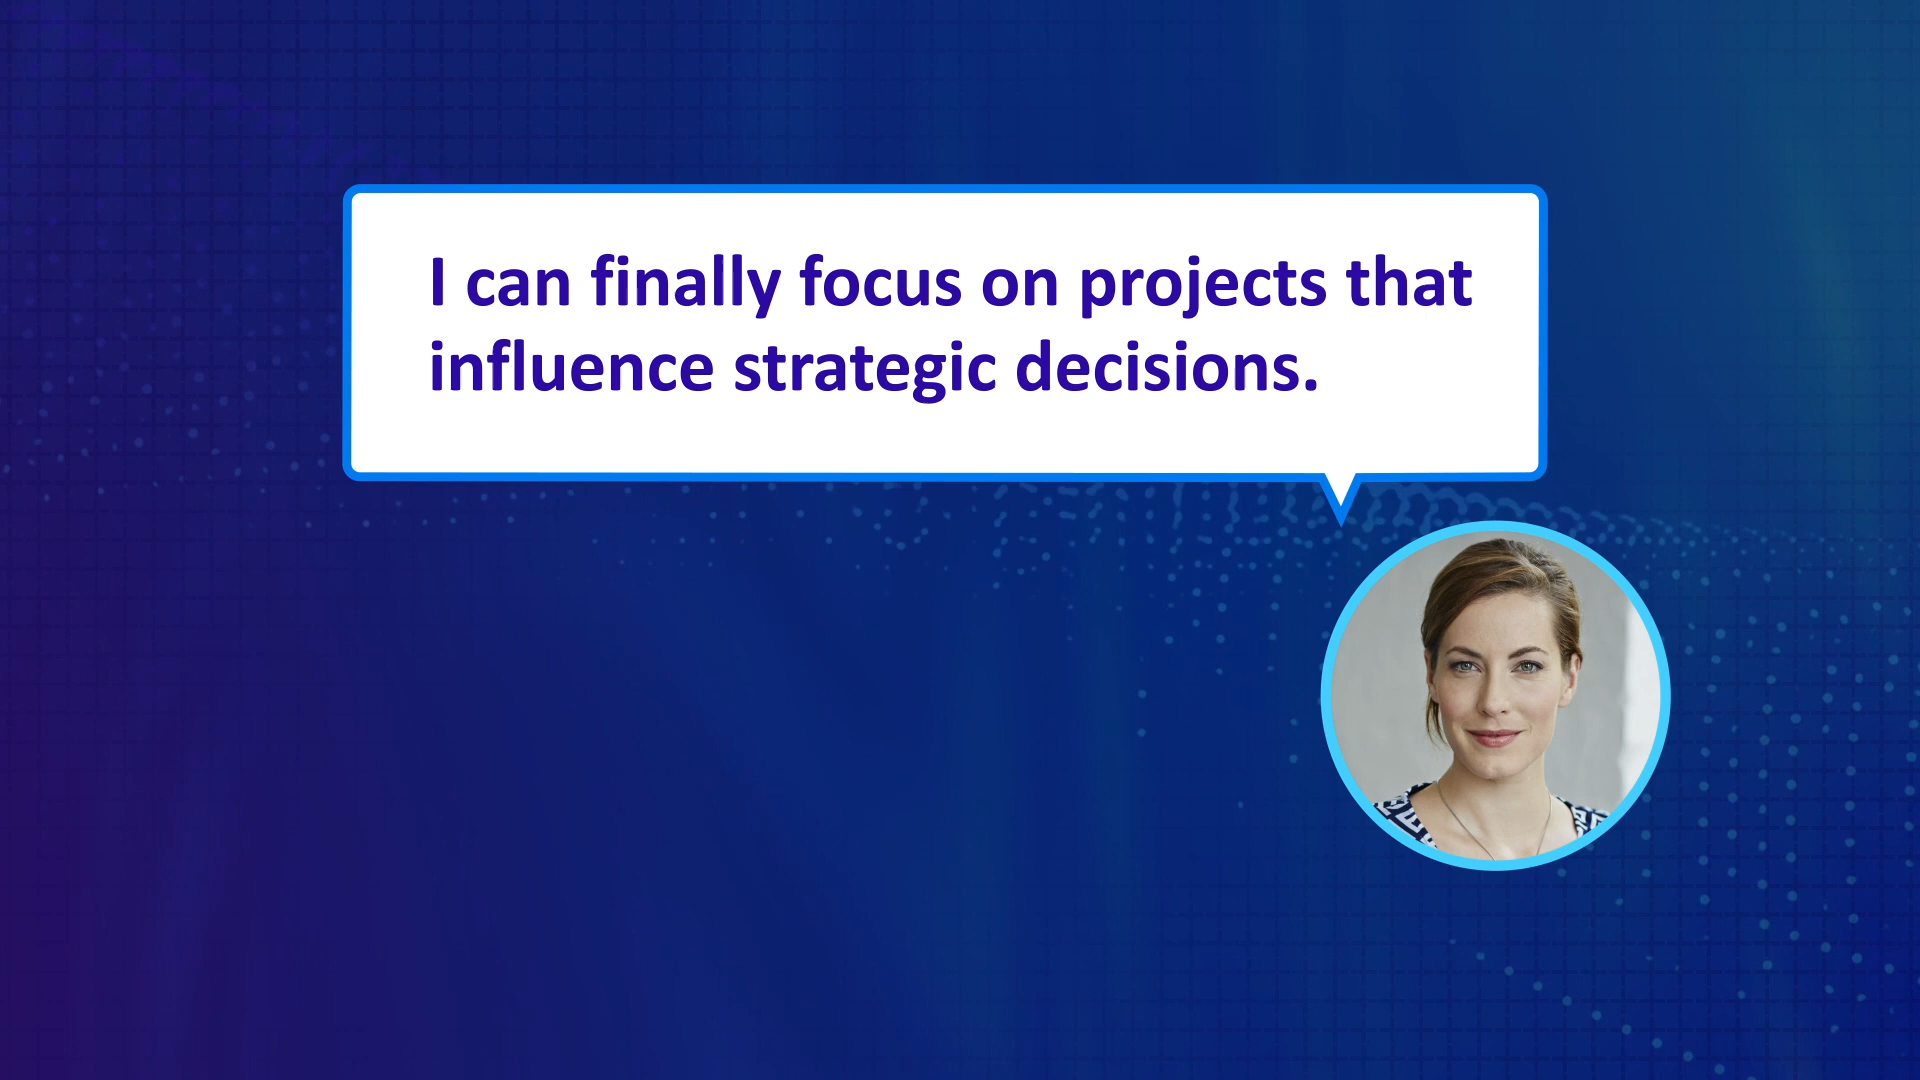 I can finally focus on projects that
influence strategic decisions.